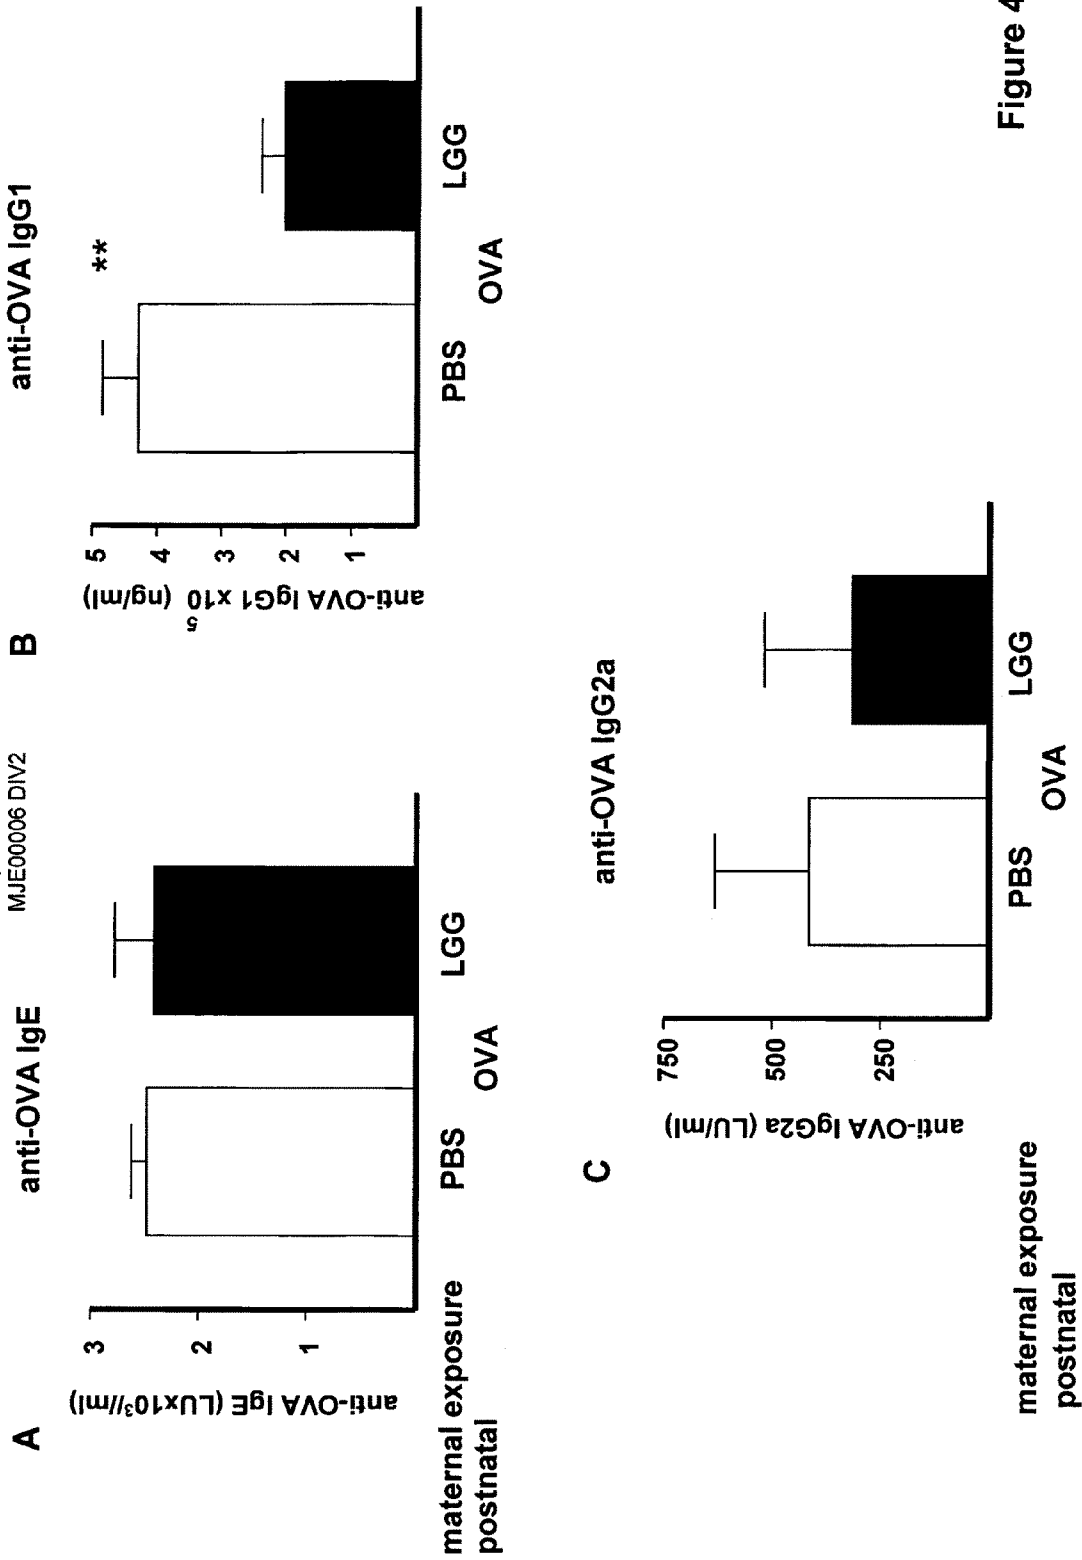 MJE00006 DIV2
A
anti-OVA IgE
anti-OVA IgE (LUx10³/ml)
3
2
1
PBS
LGG
maternal exposure
postnatal
OVA
B
anti-OVA IgG1
anti-OVA IgG1 x10⁵ (ng/ml)
5
4
3
2
1
**
PBS
LGG
OVA
C
anti-OVA IgG2a
anti-OVA IgG2a (LU/ml)
750
500
250
PBS
LGG
maternal exposure
postnatal
OVA
Figure 4